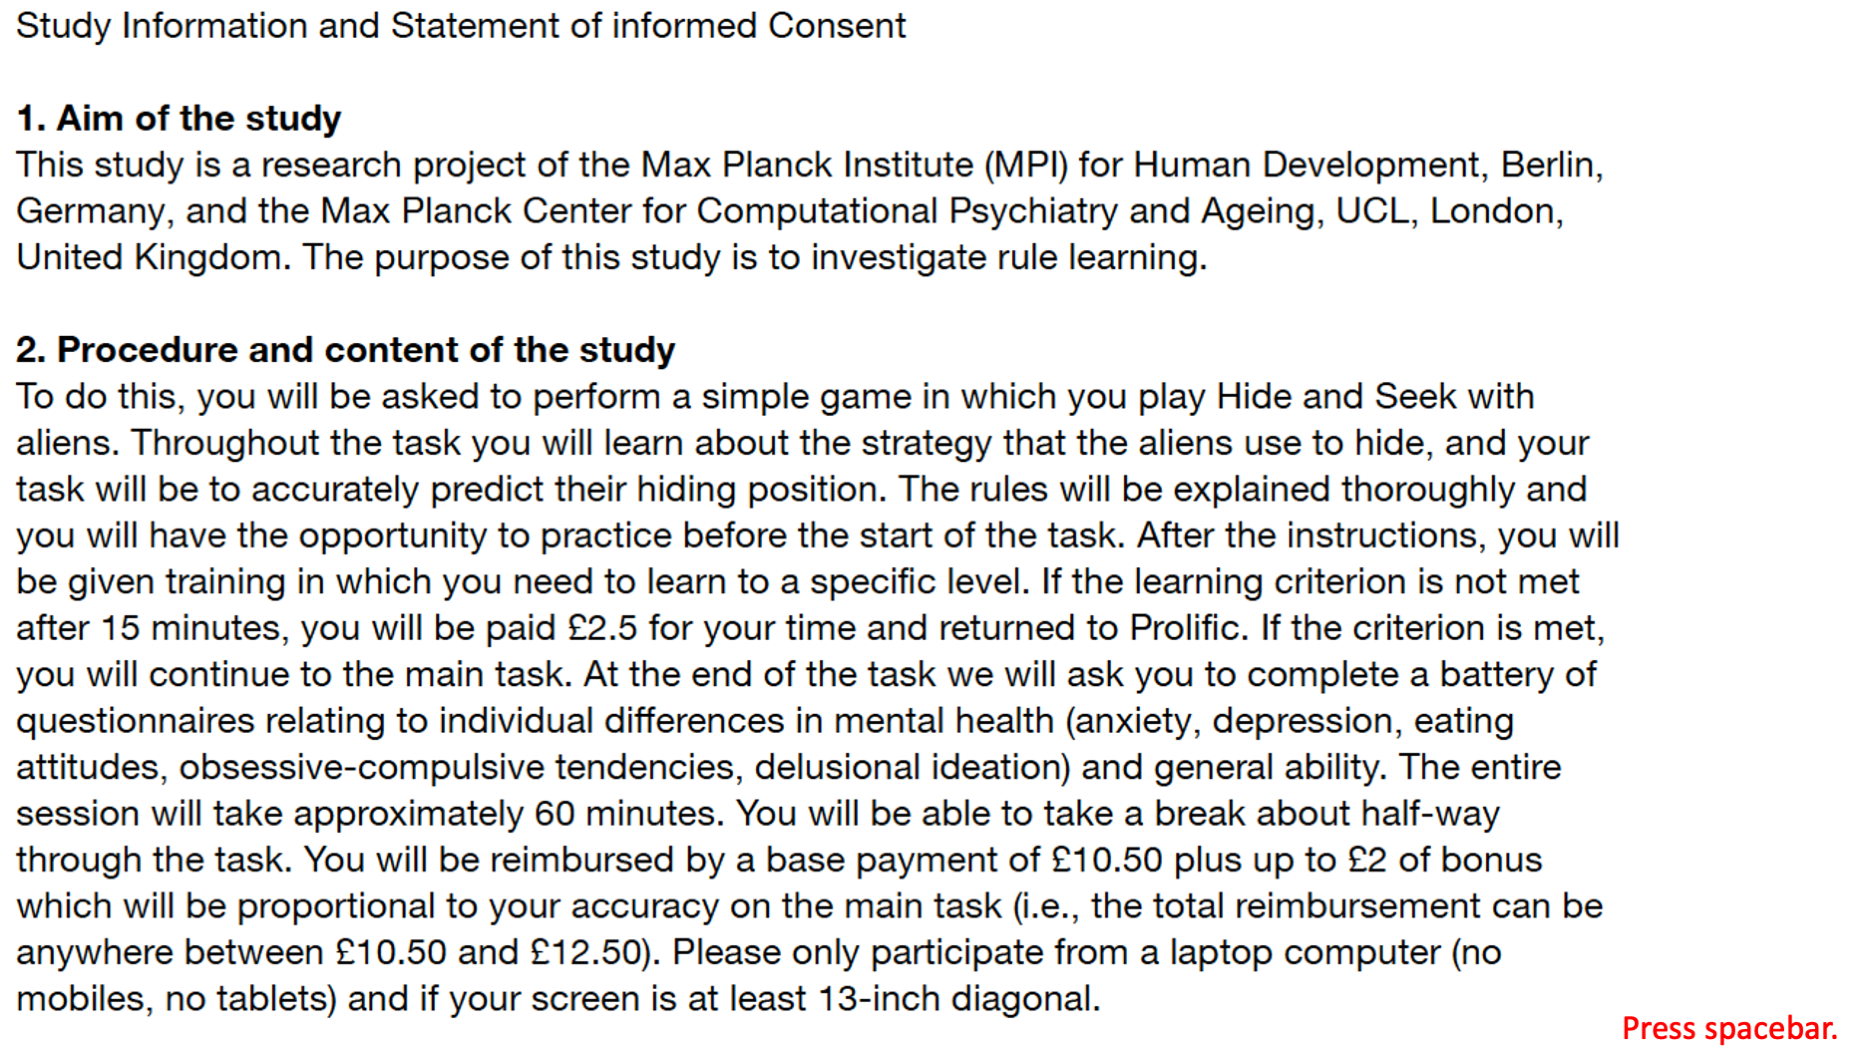 Study Information and Statement of informed Consent
1. Aim of the study
This study is a research project of the Max Planck Institute (MPI) for Human Development, Berlin,
Germany, and the Max Planck Center for Computational Psychiatry and Ageing, UCL, London,
United Kingdom. The purpose of this study is to investigate rule learning.
2. Procedure and content of the study
To do this, you will be asked to perform a simple game in which you play Hide and Seek with
aliens. Throughout the task you will learn about the strategy that the aliens use to hide, and your
task will be to accurately predict their hiding position. The rules will be explained thoroughly and
you will have the opportunity to practice before the start of the task. After the instructions, you will
be given training in which you need to learn to a specific level. If the learning criterion is not met
after 15 minutes, you will be paid £2.5 for your time and returned to Prolific. If the criterion is met,
you will continue to the main task. At the end of the task we will ask you to complete a battery of
questionnaires relating to individual differences in mental health (anxiety, depression, eating
attitudes, obsessive-compulsive tendencies, delusional ideation) and general ability. The entire
session will take approximately 60 minutes. You will be able to take a break about half-way
through the task. You will be reimbursed by a base payment of £10.50 plus up to £2 of bonus
which will be proportional to your accuracy on the main task (i.e., the total reimbursement can be
anywhere between £10.50 and £12.50). Please only participate from a laptop computer (no
mobiles, no tablets) and if your screen is at least 13-inch diagonal.
Press spacebar.